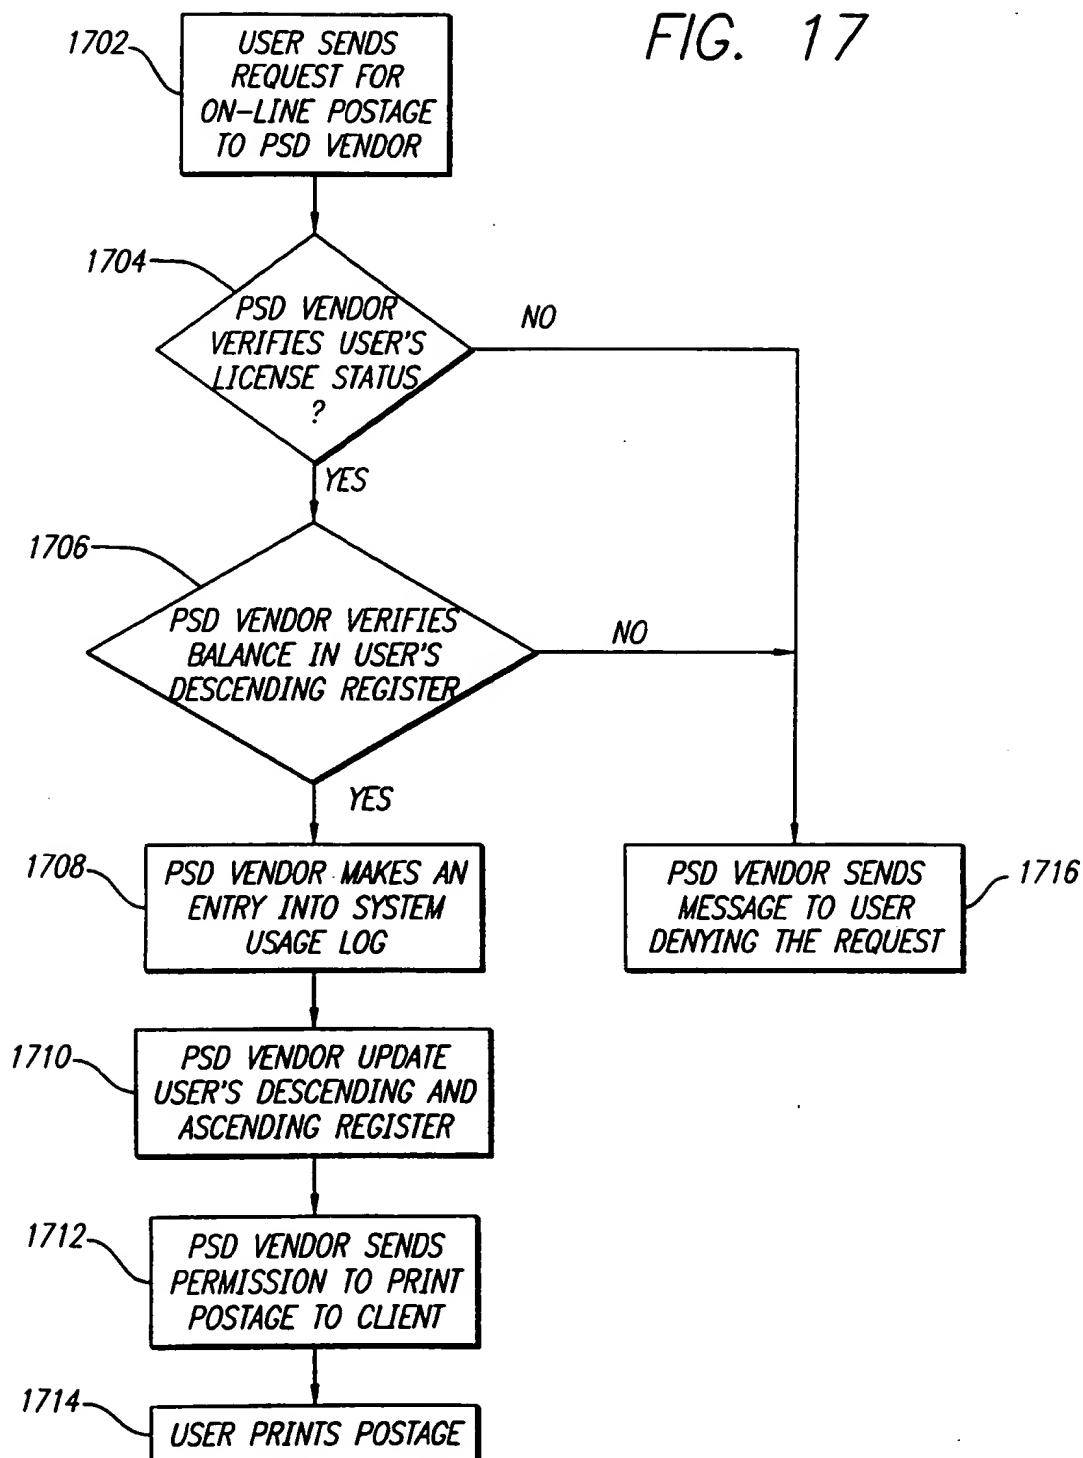 FIG. 17
1702
USER SENDS
REQUEST FOR
ON-LINE POSTAGE
TO PSD VENDOR
1704
PSD VENDOR
VERIFIES USER'S
LICENSE STATUS
?
NO
YES
1706
PSD VENDOR VERIFIES
BALANCE IN USER'S
DESCENDING REGISTER
NO
YES
1708
PSD VENDOR MAKES AN
ENTRY INTO SYSTEM
USAGE LOG
PSD VENDOR SENDS
MESSAGE TO USER
DENYING THE REQUEST
1716
1710
PSD VENDOR UPDATE
USER'S DESCENDING AND
ASCENDING REGISTER
1712
PSD VENDOR SENDS
PERMISSION TO PRINT
POSTAGE TO CLIENT
1714
USER PRINTS POSTAGE